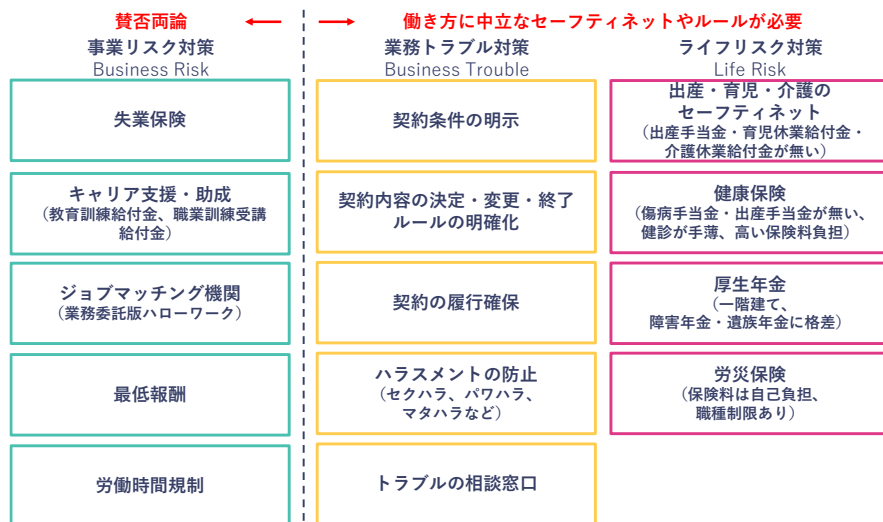 賛否両論
働き方に中立なセーフティネットやルールが必要
事業リスク対策
Business Risk
失業保険
キャリア支援・助成
（教育訓練給付金、職業訓練受講
給付金）
ジョブマッチング機関
（業務委託版ハローワーク）
最低報酬
労働時間規制
業務トラブル対策
Business Trouble
契約条件の明示
契約内容の決定・変更・終了
ルールの明確化
契約の履行確保
ハラスメントの防止
（セクハラ、パワハラ、
マタハラなど）
トラブルの相談窓口
ライフリスク対策
Life Risk
出産・育児・介護の
セーフティネット
（出産手当金・育児休業給付金・
介護休業給付金が無い）
健康保険
（傷病手当金・出産手当金が無い、
健診が手薄、高い保険料負担）
厚生年金
（一階建て、
障害年金・遺族年金に格差）
労災保険
（保険料は自己負担、
職種制限あり）